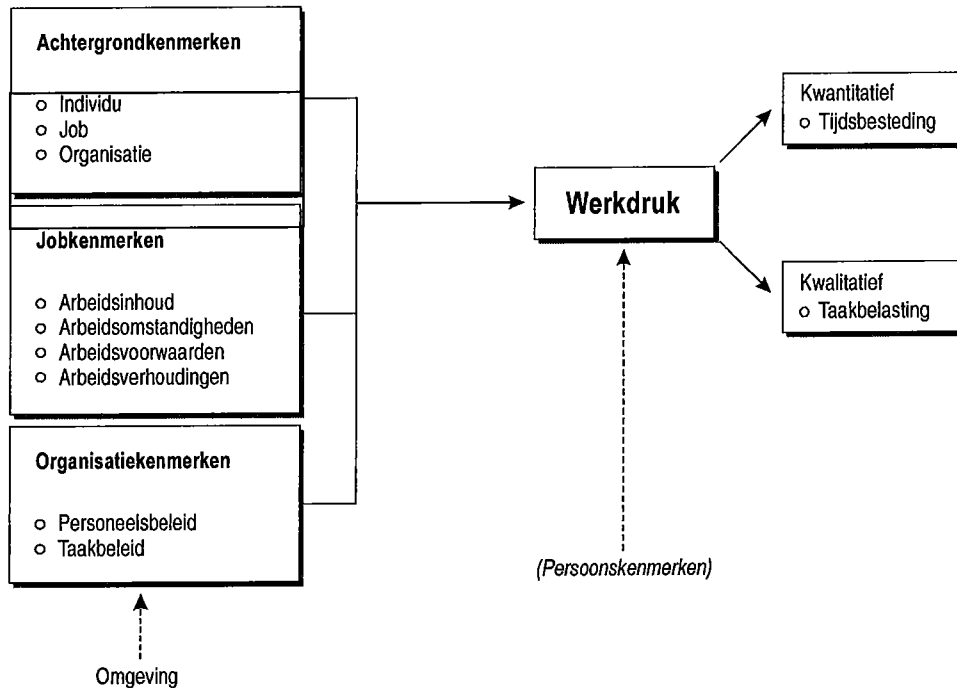 Achtergrondkenmerken
o Individu
o Job
o Organisatie
Jobkenmerken
o Arbeidsinhoud
o Arbeidsomstandigheden
o Arbeidsvoorwaarden
o Arbeidsverhoudingen
Organisatiekenmerken
o Personeelsbeleid
o Taakbeleid
Omgeving
Werkdruk
(Persoonskenmerken)
Kwantitatief
o Tijdsbesteding
Kwalitatief
o Taakbelasting